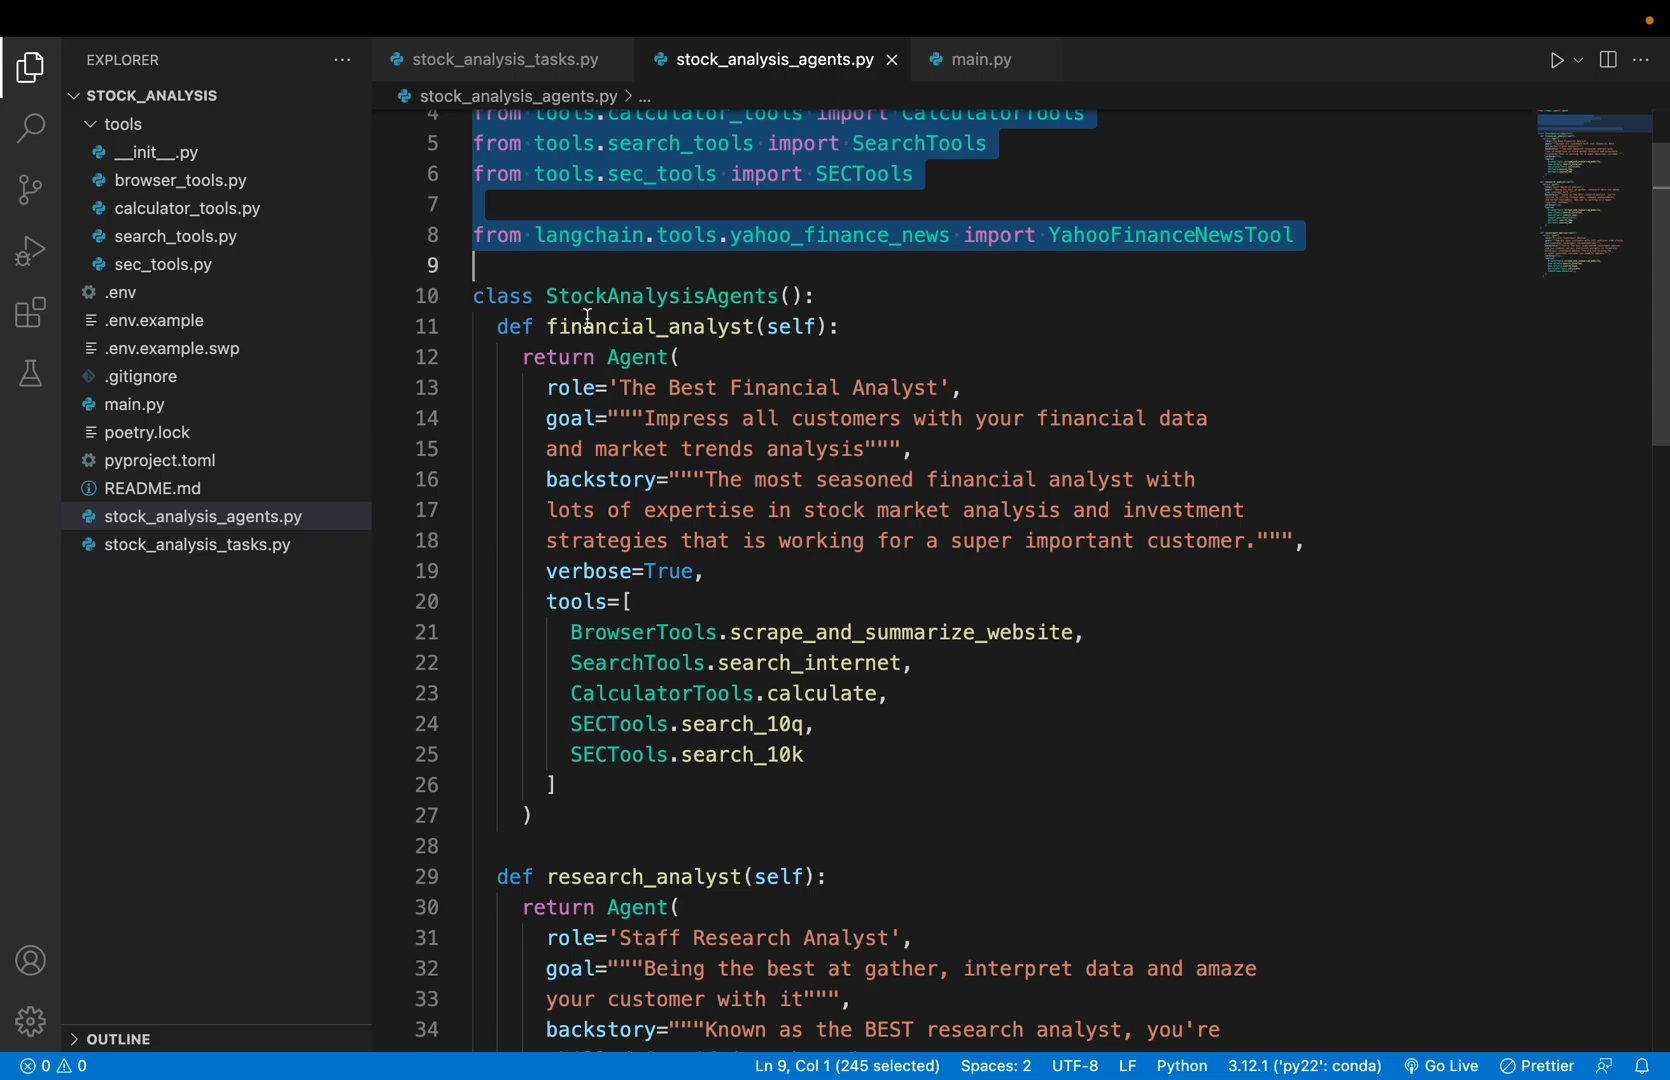 EXPLORER
STOCK_ANALYSIS
tools
__init__.py
browser_tools.py
calculator_tools.py
search_tools.py
sec_tools.py
.env
.env.example
.env.example.swp
.gitignore
main.py
poetry.lock
pyproject.toml
README.md
stock_analysis_agents.py
stock_analysis_tasks.py
OUTLINE
stock_analysis_tasks.py
stock_analysis_agents.py
main.py
stock_analysis_agents.py > ...
4 from tools.calculator_tools import CalculatorTools
5 from tools.search_tools import SearchTools
6 from tools.sec_tools import SECTools
7
8 from langchain.tools.yahoo_finance_news import YahooFinanceNewsTool
9
10 class StockAnalysisAgents():
11 def financial_analyst(self):
12 return Agent(
13 role='The Best Financial Analyst',
14 goal="""Impress all customers with your financial data
15 and market trends analysis""",
16 backstory="""The most seasoned financial analyst with
17 lots of expertise in stock market analysis and investment
18 strategies that is working for a super important customer.""",
19 verbose=True,
20 tools=[
21 BrowserTools.scrape_and_summarize_website,
22 SearchTools.search_internet,
23 CalculatorTools.calculate,
24 SECTools.search_10q,
25 SECTools.search_10k
26 ]
27 )
28
29 def research_analyst(self):
30 return Agent(
31 role='Staff Research Analyst',
32 goal="""Being the best at gather, interpret data and amaze
33 your customer with it""",
34 backstory="""Known as the BEST research analyst, you're
0 0 Ln 9, Col 1 (245 selected) Spaces: 2 UTF-8 LF Python 3.12.1 ('py22': conda) Go Live Prettier